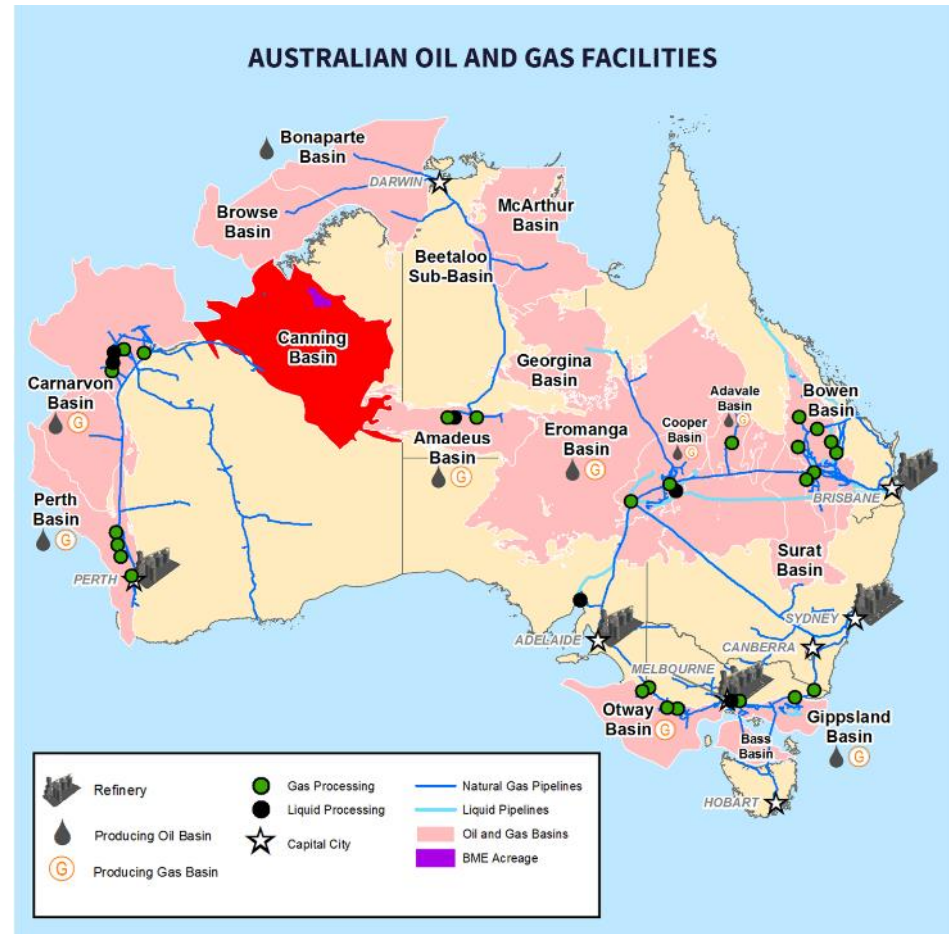 AUSTRALIAN OIL AND GAS FACILITIES
Bonaparte
Basin
DARWIN
Browse
Basin
McArthur
Basin
Beetaloo
Sub-Basin
Canning
Basin
Georgina
Basin
Carnarvon
Basin
G
Amadeus
Basin
G
Eromanga
Basin
G
Cooper
Basin
G
Adavale
Basin
G
Bowen
Basin
BRISBANE
Perth
Basin
G
PERTH
Surat
Basin
SYDNEY
ADELAIDE
CANBERRA
MELBOURNE
Otway
Basin
G
Bass
Basin
Gippsland
Basin
G
HOBART
Refinery
Producing Oil Basin
G
Producing Gas Basin
Gas Processing
Liquid Processing
Capital City
Natural Gas Pipelines
Liquid Pipelines
Oil and Gas Basins
BME Acreage